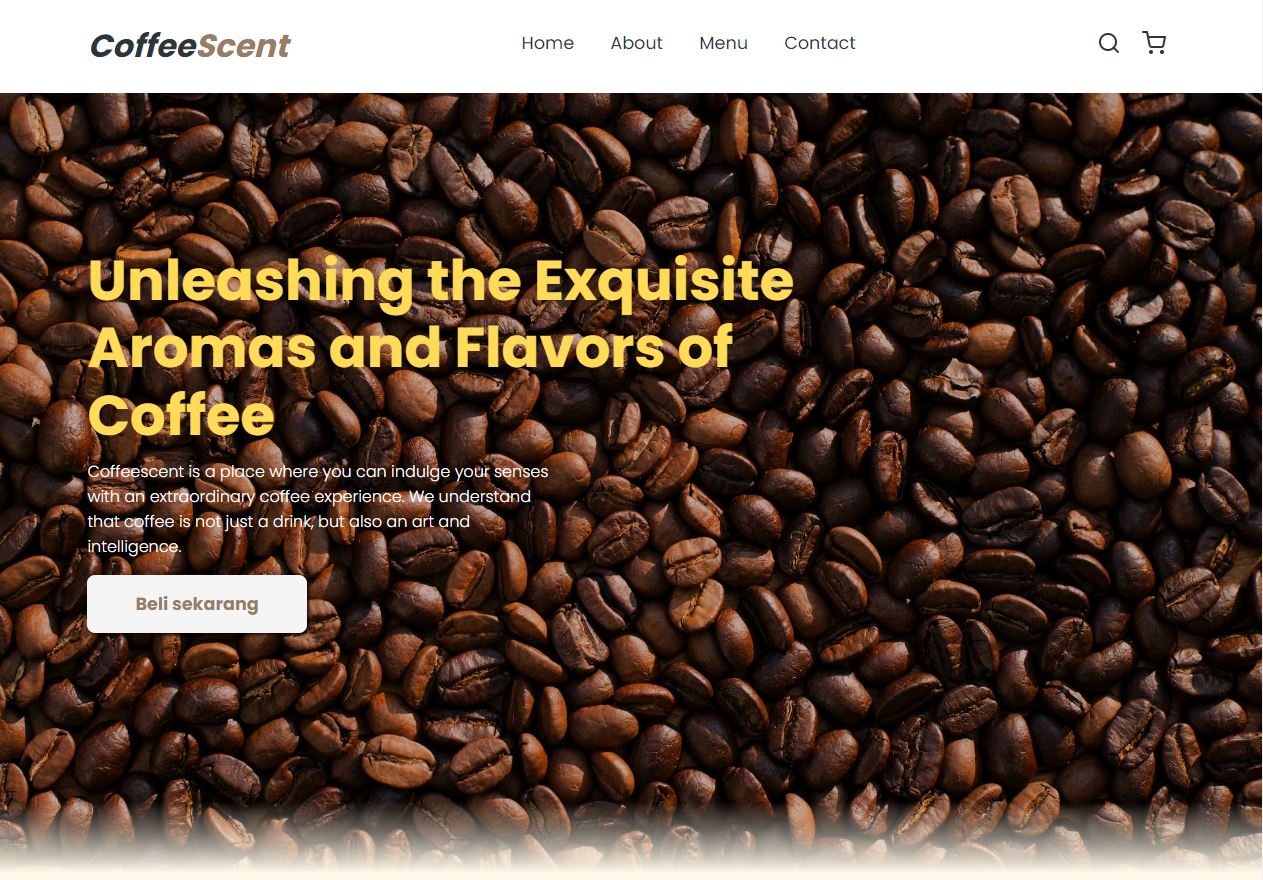 CoffeeScent
Home About Menu Contact
Unleashing the Exquisite
Aromas and Flavors of
Coffee
Coffeescent is a place where you can indulge your senses
with an extraordinary coffee experience. We understand
that coffee is not just a drink, but also an art and
intelligence.
Beli sekarang